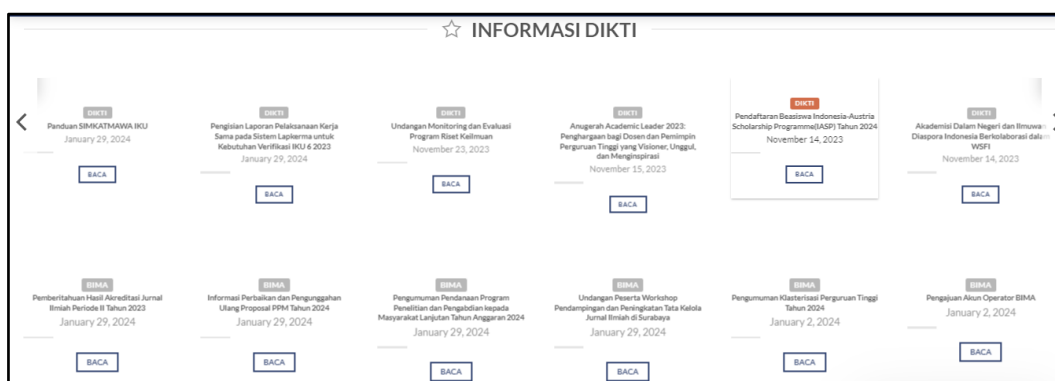 INFORMASI DIKTI
DIKTI
Panduan SIMKATMAWA IKU
January 29, 2024
BACA
DIKTI
Pengisian Laporan Pelaksanaan Kerja
Sama pada Sistem Lapkerma untuk
Kebutuhan Verifikasi IKU 6 2023
January 29, 2024
BACA
DIKTI
Undangan Monitoring dan Evaluasi
Program Riset Keilmuan
November 23, 2023
BACA
DIKTI
Anugerah Academic Leader 2023:
Penghargaan bagi Dosen dan Pemimpin
Perguruan Tinggi yang Visioner, Unggul,
dan Menginspirasi
November 15, 2023
BACA
DIKTI
Pendaftaran Beasiswa Indonesia-Austria
Scholarship Programme(IASP) Tahun 2024
November 14, 2023
BACA
DIKTI
Akademisi Dalam Negeri dan Ilmuwan
Diaspora Indonesia Berkolaborasi dalam
WSFI
November 14, 2023
BACA
BIMA
Pemberitahuan Hasil Akreditasi Jurnal
Ilmiah Periode II Tahun 2023
January 29, 2024
BACA
BIMA
Informasi Perbaikan dan Pengunggahan
Ulang Proposal PPM Tahun 2024
January 29, 2024
BACA
BIMA
Pengumuman Pendanaan Program
Penelitian dan Pengabdian kepada
Masyarakat Lanjutan Tahun Anggaran 2024
January 29, 2024
BACA
BIMA
Undangan Peserta Workshop
Pendampingan dan Peningkatan Tata Kelola
Jurnal Ilmiah di Surabaya
January 29, 2024
BACA
BIMA
Pengumuman Klasterisasi Perguruan Tinggi
Tahun 2024
January 2, 2024
BACA
BIMA
Pengajuan Akun Operator BIMA
January 2, 2024
BACA